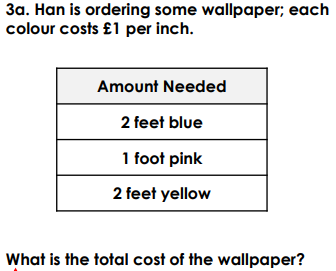 3a. Han is ordering some wallpaper; each
colour costs £1 per inch.
Amount Needed
2 feet blue
1 foot pink
2 feet yellow
What is the total cost of the wallpaper?